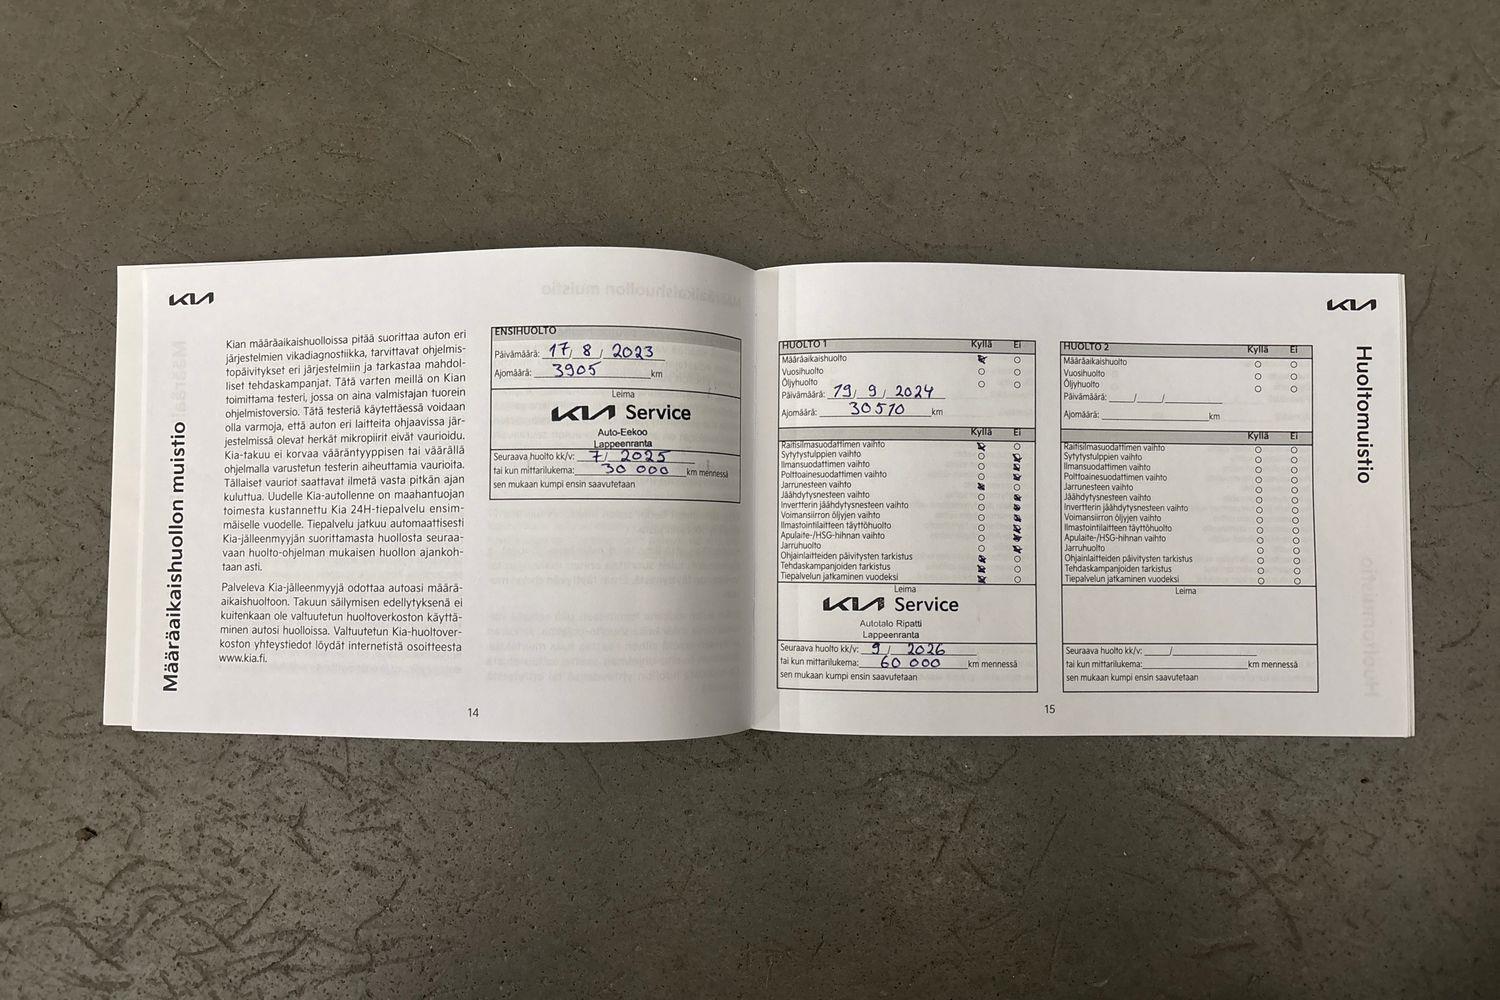 KIA
Määräaikaishuollon muistio
Kian määräaikaishuolloissa pitää suorittaa auton eri
järjestelmien vikadiagnostiikka, tarvittavat ohjelmis-
topäivitykset eri järjestelmiin ja tarkastaa mahdol-
liset tehdaskampanjat. Tätä varten meillä on Kian
toimittama testeri, jossa on aina valmistajan tuorein
ohjelmistoversio. Tätä testeriä käytettäessä voidaan
olla varmoja, että auton eri laitteita ohjaavissa jär-
jestelmissä olevat herkät mikropiirit eivät vaurioidu.
Kia-takuu ei korvaa vääräntyyppisen tai väärällä
ohjelmalla varustetun testerin aiheuttamia vaurioita.
Tällaiset vauriot saattavat ilmetä vasta pitkän ajan
kuluttua. Uudelle Kia-autollenne on maahantuojan
toimesta kustannettu Kia 24H-tiepalvelu ensim-
mäiselle vuodelle. Tiepalvelu jatkuu automaattisesti
Kia-jälleenmyyjän suorittamasta huollosta seuraa-
vaan huolto-ohjelman mukaisen huollon ajankoh-
taan asti.
Palveleva Kia-jälleenmyyjä odottaa autoasi määrä-
aikaishuoltoon. Takuun säilymisen edellytyksenä ei
kuitenkaan ole valtuutetun huoltoverkoston käyttä-
minen autosi huolloissa. Valtuutetun Kia-huoltover-
koston yhteystiedot löydät internetistä osoitteesta
www.kia.fi.
ENSIHUOLTO
Päivämäärä: 17/ 8 / 2023
Ajomäärä: 3905 km
Leima
KIA Service
Auto-Eekoo
Lappeenranta
Seuraava huolto kk/v: 7/ 2025
tai kun mittarilukema: 30 000 km mennessä
sen mukaan kumpi ensin saavutetaan
14
KIA
Huoltomuistio
HUOLTO 1 Kyllä Ei
Määräaikaishuolto
Vuosihuolto
Öljyhuolto
Päivämäärä: 19/ 9 / 2024
Ajomäärä: 30510 km
Kyllä Ei
Raitisilmasuodattimen vaihto
Sytytystulppien vaihto
Ilmansuodattimen vaihto
Polttoainesuodattimen vaihto
Jarrunesteen vaihto
Jäähdytysnesteen vaihto
Invertterin jäähdytysnesteen vaihto
Voimansiirron öljyjen vaihto
Ilmastointilaitteen täyttöhuolto
Apulaite-/HSG-hihnan vaihto
Jarruhuolto
Ohjainlaitteiden päivitysten tarkistus
Tehdaskampanjoiden tarkistus
Tiepalvelun jatkaminen vuodeksi
Leima
KIA Service
Autotalo Ripatti
Lappeenranta
Seuraava huolto kk/v: 9/ 2026
tai kun mittarilukema: 60 000 km mennessä
sen mukaan kumpi ensin saavutetaan
HUOLTO 2 Kyllä Ei
Määräaikaishuolto
Vuosihuolto
Öljyhuolto
Päivämäärä: ____/____/________
Ajomäärä: ________ km
Kyllä Ei
Raitisilmasuodattimen vaihto
Sytytystulppien vaihto
Ilmansuodattimen vaihto
Polttoainesuodattimen vaihto
Jarrunesteen vaihto
Jäähdytysnesteen vaihto
Invertterin jäähdytysnesteen vaihto
Voimansiirron öljyjen vaihto
Ilmastointilaitteen täyttöhuolto
Apulaite-/HSG-hihnan vaihto
Jarruhuolto
Ohjainlaitteiden päivitysten tarkistus
Tehdaskampanjoiden tarkistus
Tiepalvelun jatkaminen vuodeksi
Leima
Seuraava huolto kk/v: ____/________
tai kun mittarilukema: ________ km mennessä
sen mukaan kumpi ensin saavutetaan
15